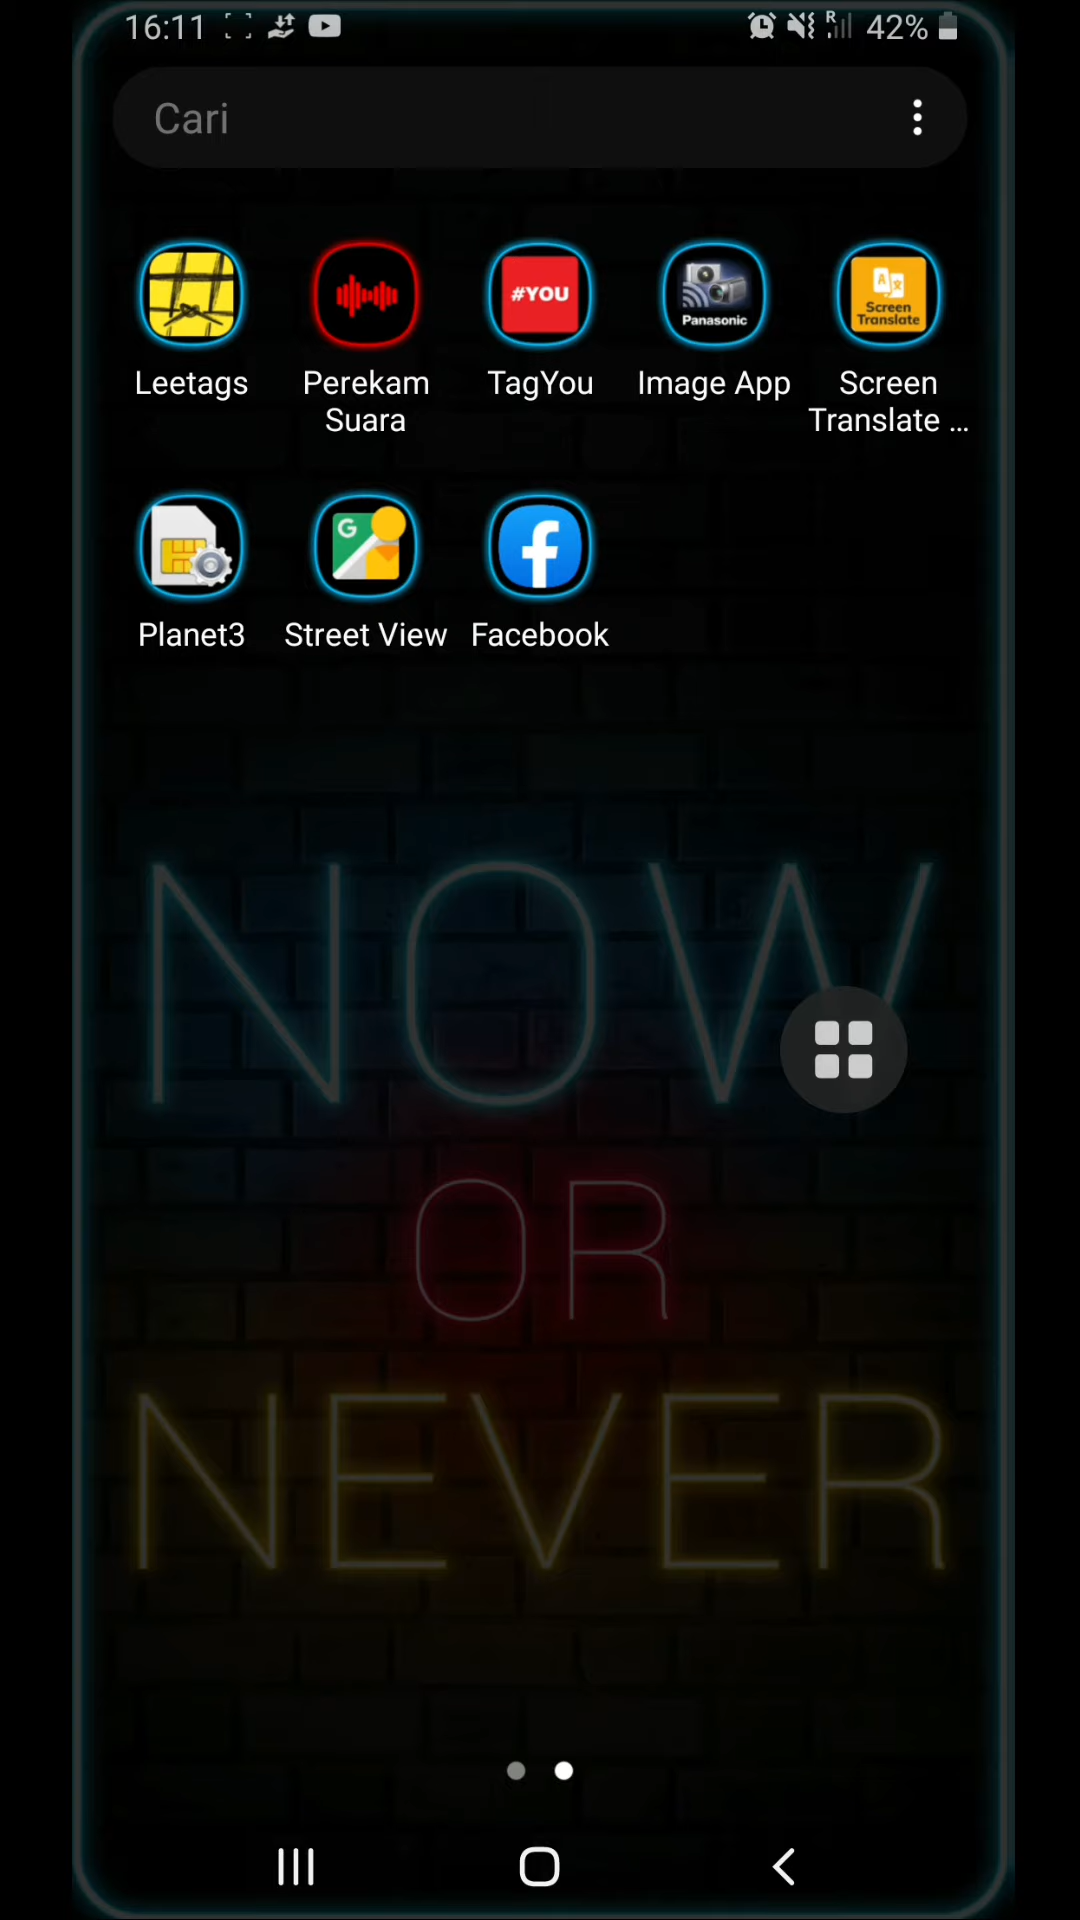 16:11
R
42%
Cari
#YOU
Panasonic
A
文
Screen
Translate
Leetags
Perekam
Suara
TagYou
Image App
Screen
Translate ...
G
Planet3
Street View
Facebook
NOW
OR
NEVER